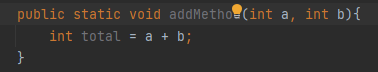 public static void addMethod(int a, int b){
int total = a + b;
}